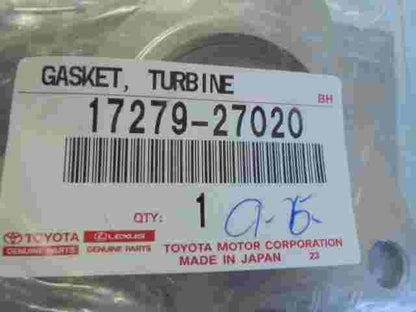 GASKET, TURBINE
BH
17279-27020
QTY: 1
TOYOTA LEXUS
GENUINE PARTS GENUINE PARTS
TOYOTA MOTOR CORPORATION
MADE IN JAPAN 23